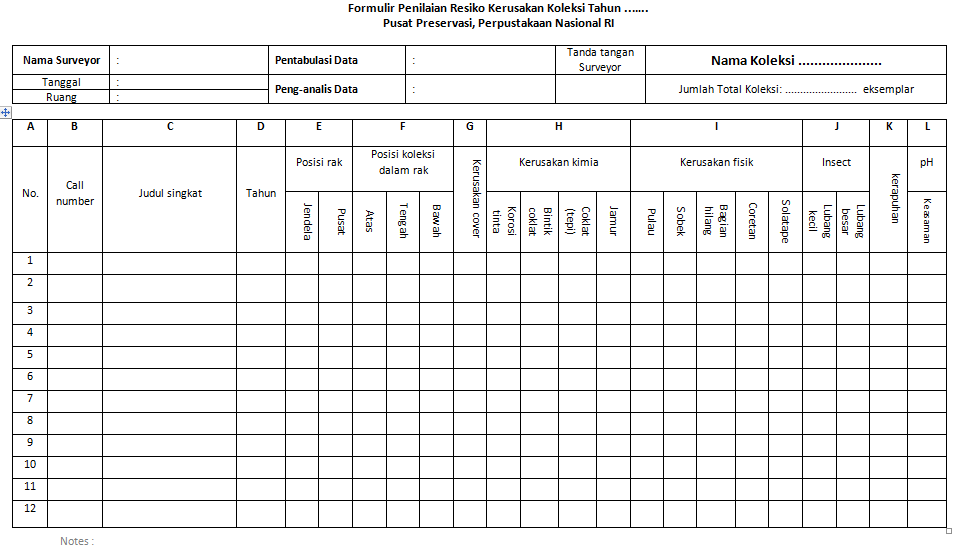 Formulir Penilaian Resiko Kerusakan Koleksi Tahun .......
Pusat Preservasi, Perpustakaan Nasional RI
Nama Surveyor :
Pentabulasi Data :
Tanda tangan
Surveyor
Nama Koleksi .....................
Tanggal :
Ruang :
Peng-analis Data :
Jumlah Total Koleksi: ........................ eksemplar
A B C D E F G H I J K L
No.
Call
number
Judul singkat
Tahun
Posisi rak
Jendela
Pusat
Posisi koleksi
dalam rak
Atas
Tengah
Bawah
Kerusakan cover
Kerusakan kimia
Korosi
tinta
Bintik
coklat
Coklat
(tepi)
Jamur
Kerusakan fisik
Pulau
Sobek
Bagian
hilang
Coretan
Solatape
Insect
Lubang
kecil
Lubang
besar
kerapuhan
pH
Keasaman
1
2
3
4
5
6
7
8
9
10
11
12
Notes :